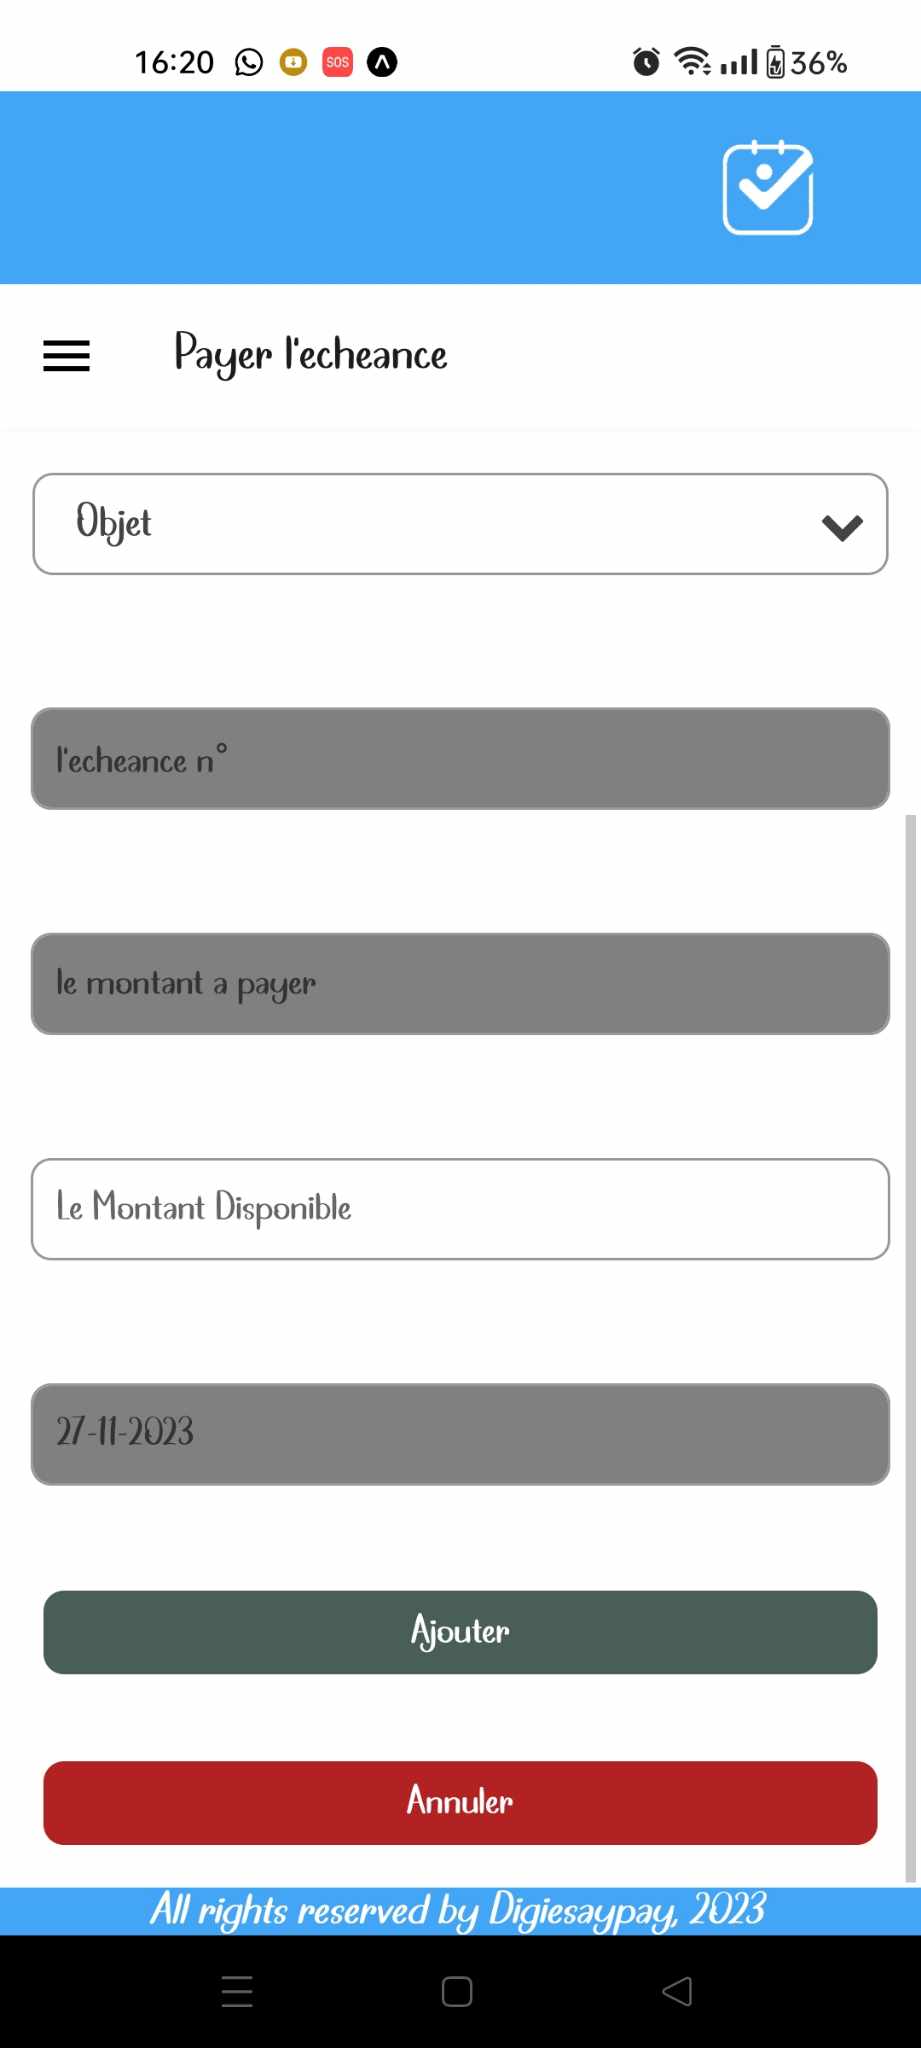 16:20 SOS 36%
Payer l'echeance
Objet
l'echeance n°
le montant a payer
Le Montant Disponible
27-11-2023
Ajouter
Annuler
All rights reserved by Digiesaypay, 2023